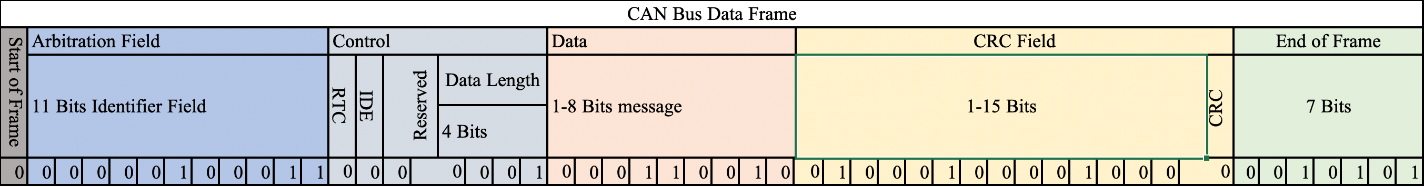 CAN Bus Data Frame
Start of Frame
Arbitration Field
Control
Data
CRC Field
End of Frame
11 Bits Identifier Field
RTC
IDE
Reserved
Data Length
4 Bits
1-8 Bits message
1-15 Bits
CRC
7 Bits
0 0 0 0 0 0 1 0 0 0 1 1 0 0 0 0 0 0 1 0 0 0 1 1 0 1 0 0 0 1 0 0 0 1 0 0 0 0 1 0 0 0 0 0 0 1 0 1 0 1